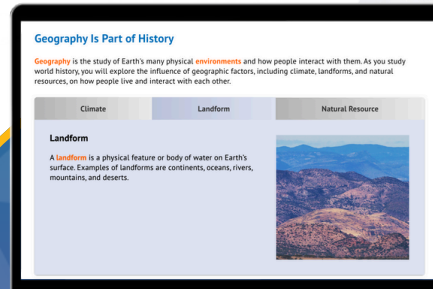 Geography Is Part of History
Geography is the study of Earth's many physical environments and how people interact with them. As you study
world history, you will explore the influence of geographic factors, including climate, landforms, and natural
resources, on how people live and interact with each other.
Climate
Landform
Natural Resource
Landform
A landform is a physical feature or body of water on Earth's
surface. Examples of landforms are continents, oceans, rivers,
mountains, and deserts.